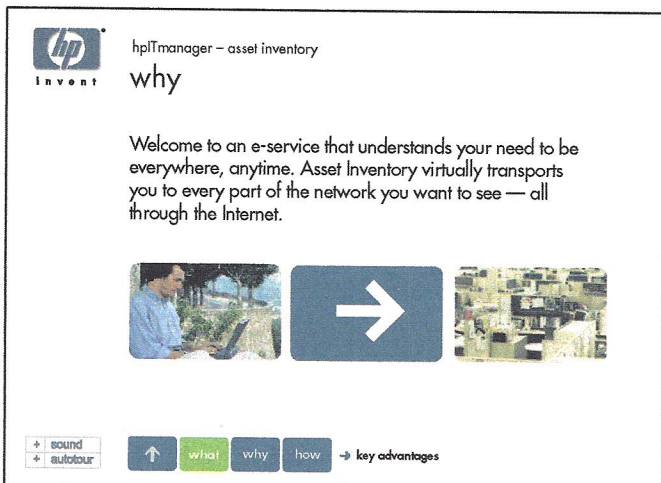 hp
invent
hpITmanager – asset inventory
why
Welcome to an e-service that understands your need to be
everywhere, anytime. Asset Inventory virtually transports
you to every part of the network you want to see — all
through the Internet.
+ sound
+ autotour
what
why
how
key advantages